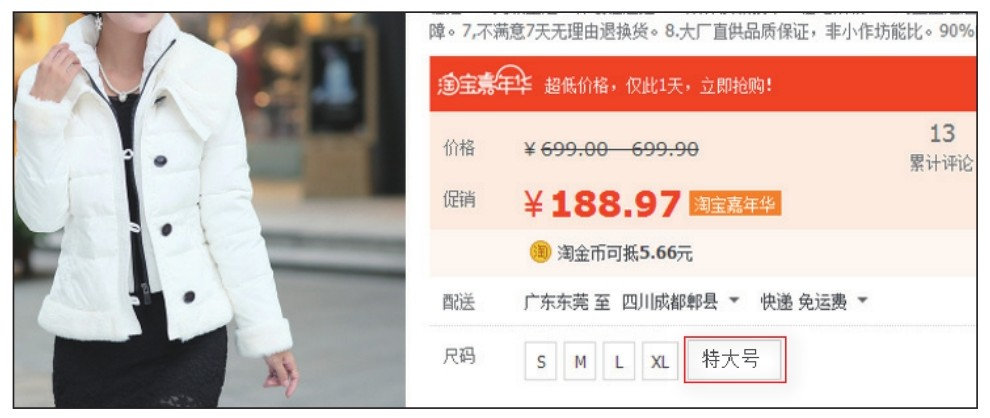 障。7,不满意7天无理由退换货。8.大厂直供品质保证，非小作坊能比。90%
淘宝嘉年华 超低价格，仅此1天，立即抢购!
价格 ¥ 699.00 — 699.90
13
累计评论
促销 ¥ 188.97 淘宝嘉年华
淘 淘金币可抵5.66元
配送 广东东莞 至 四川成都郫县 快递 免运费
尺码 S M L XL 特大号